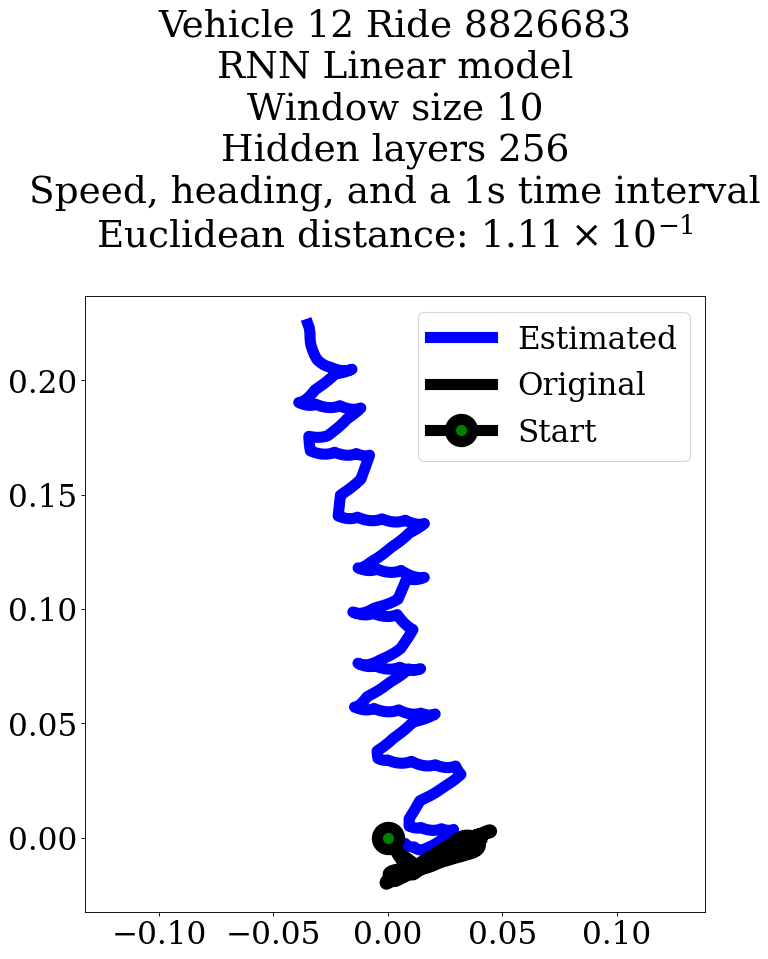 Vehicle 12 Ride 8826683
RNN Linear model
Window size 10
Hidden layers 256
Speed, heading, and a 1s time interval
Euclidean distance: 1.11 × 10⁻¹
Estimated
Original
Start
0.20
0.15
0.10
0.05
0.00
−0.10 −0.05 0.00 0.05 0.10